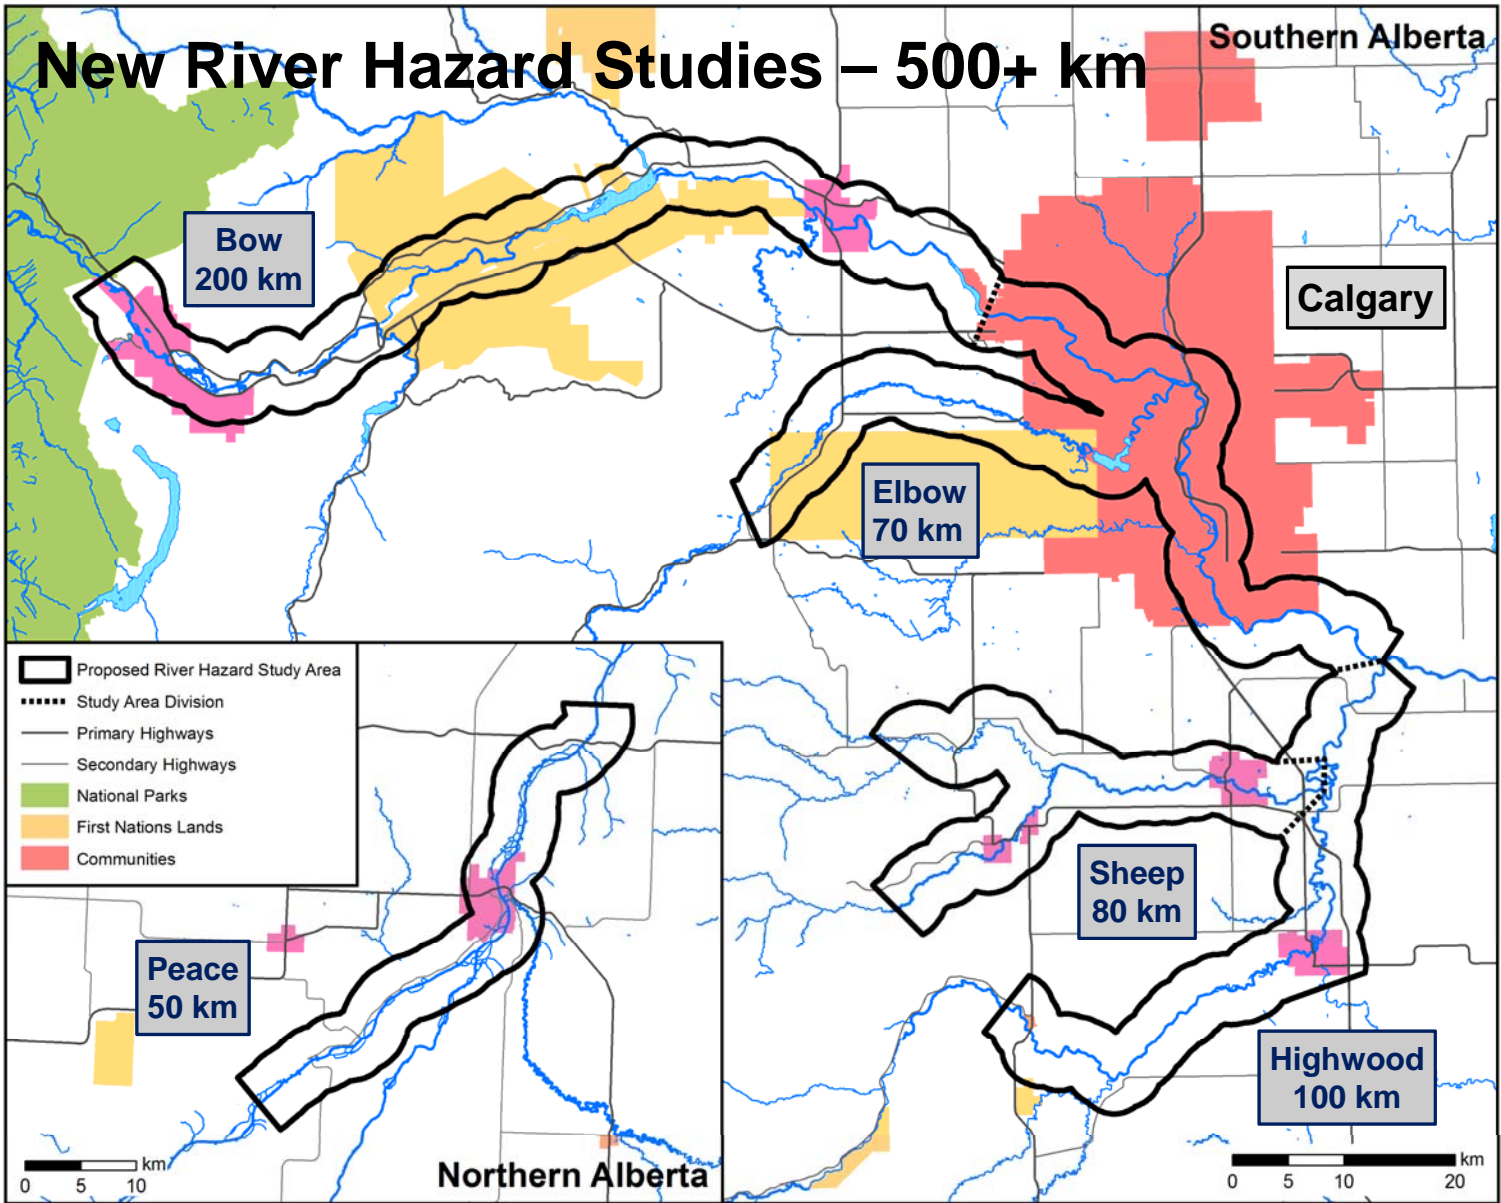 New River Hazard Studies – 500+ km
Southern Alberta
Bow
200 km
Calgary
Elbow
70 km
Proposed River Hazard Study Area
Study Area Division
Primary Highways
Secondary Highways
National Parks
First Nations Lands
Communities
Sheep
80 km
Peace
50 km
Highwood
100 km
km
0 5 10
Northern Alberta
km
0 5 10 20